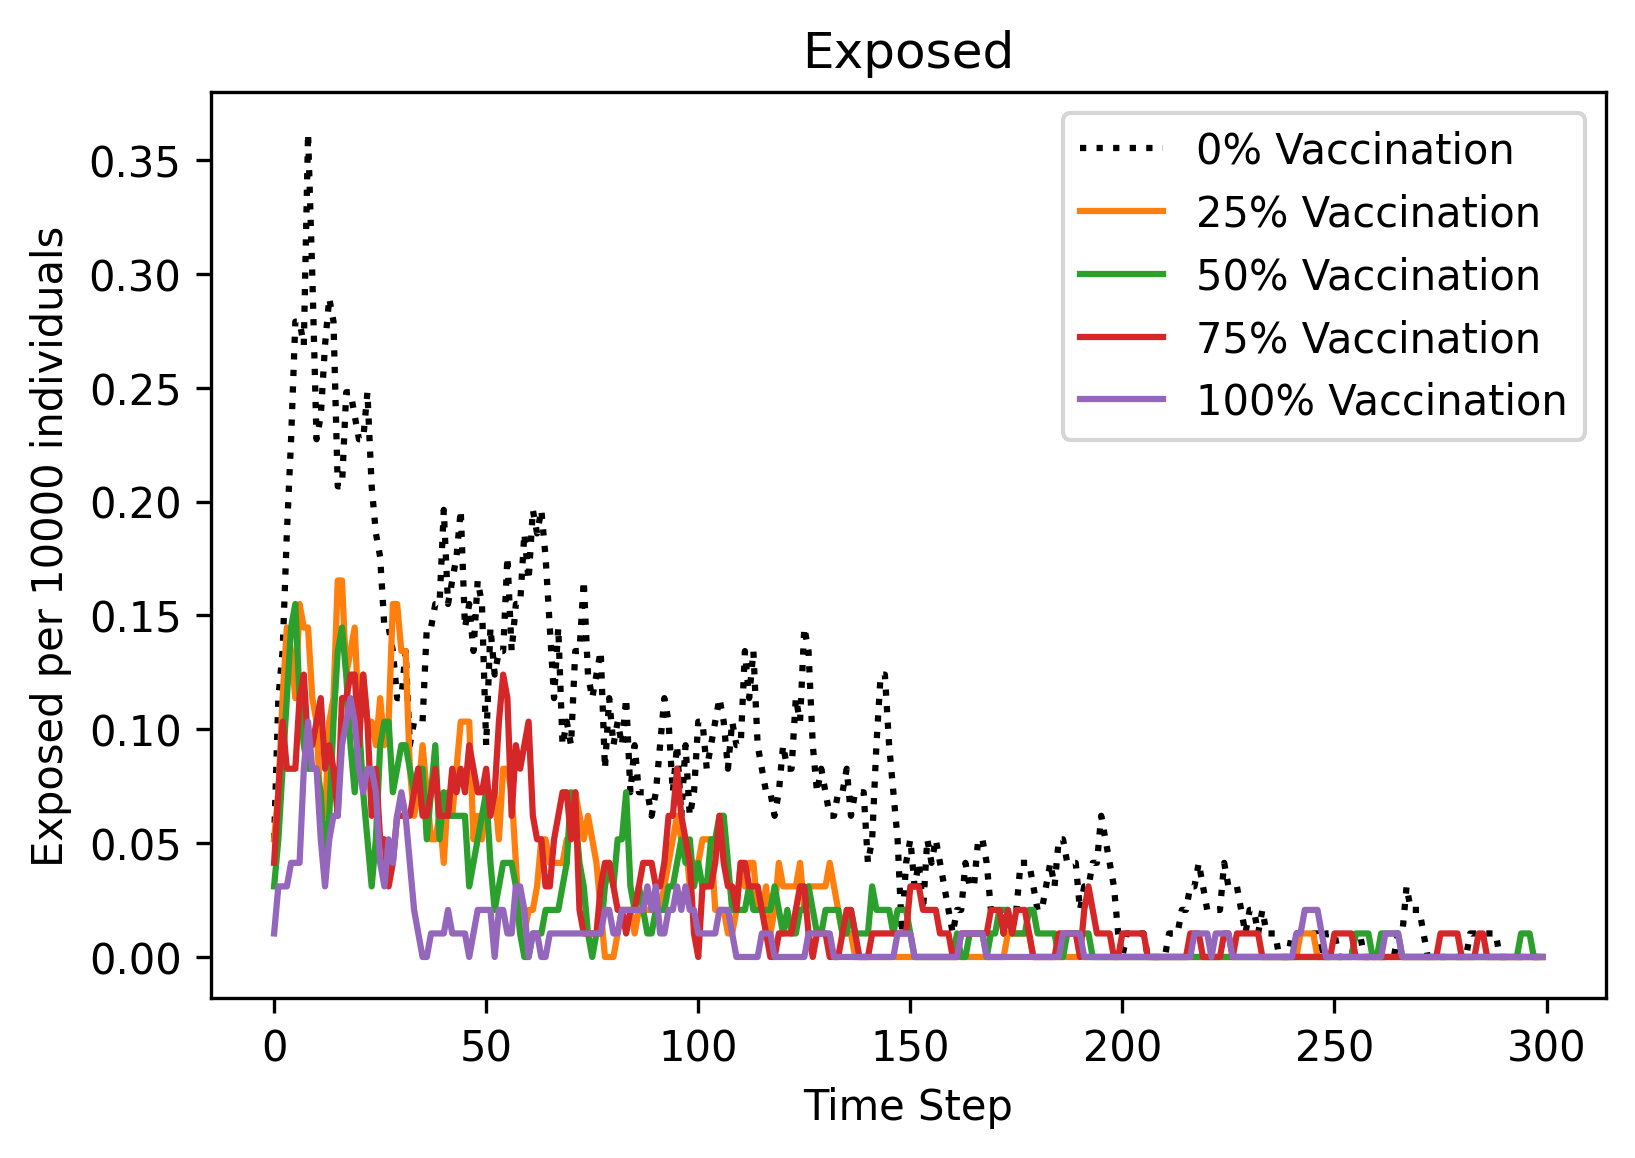 Exposed
Exposed per 10000 individuals
0.35
0.30
0.25
0.20
0.15
0.10
0.05
0.00
0% Vaccination
25% Vaccination
50% Vaccination
75% Vaccination
100% Vaccination
0 50 100 150 200 250 300
Time Step